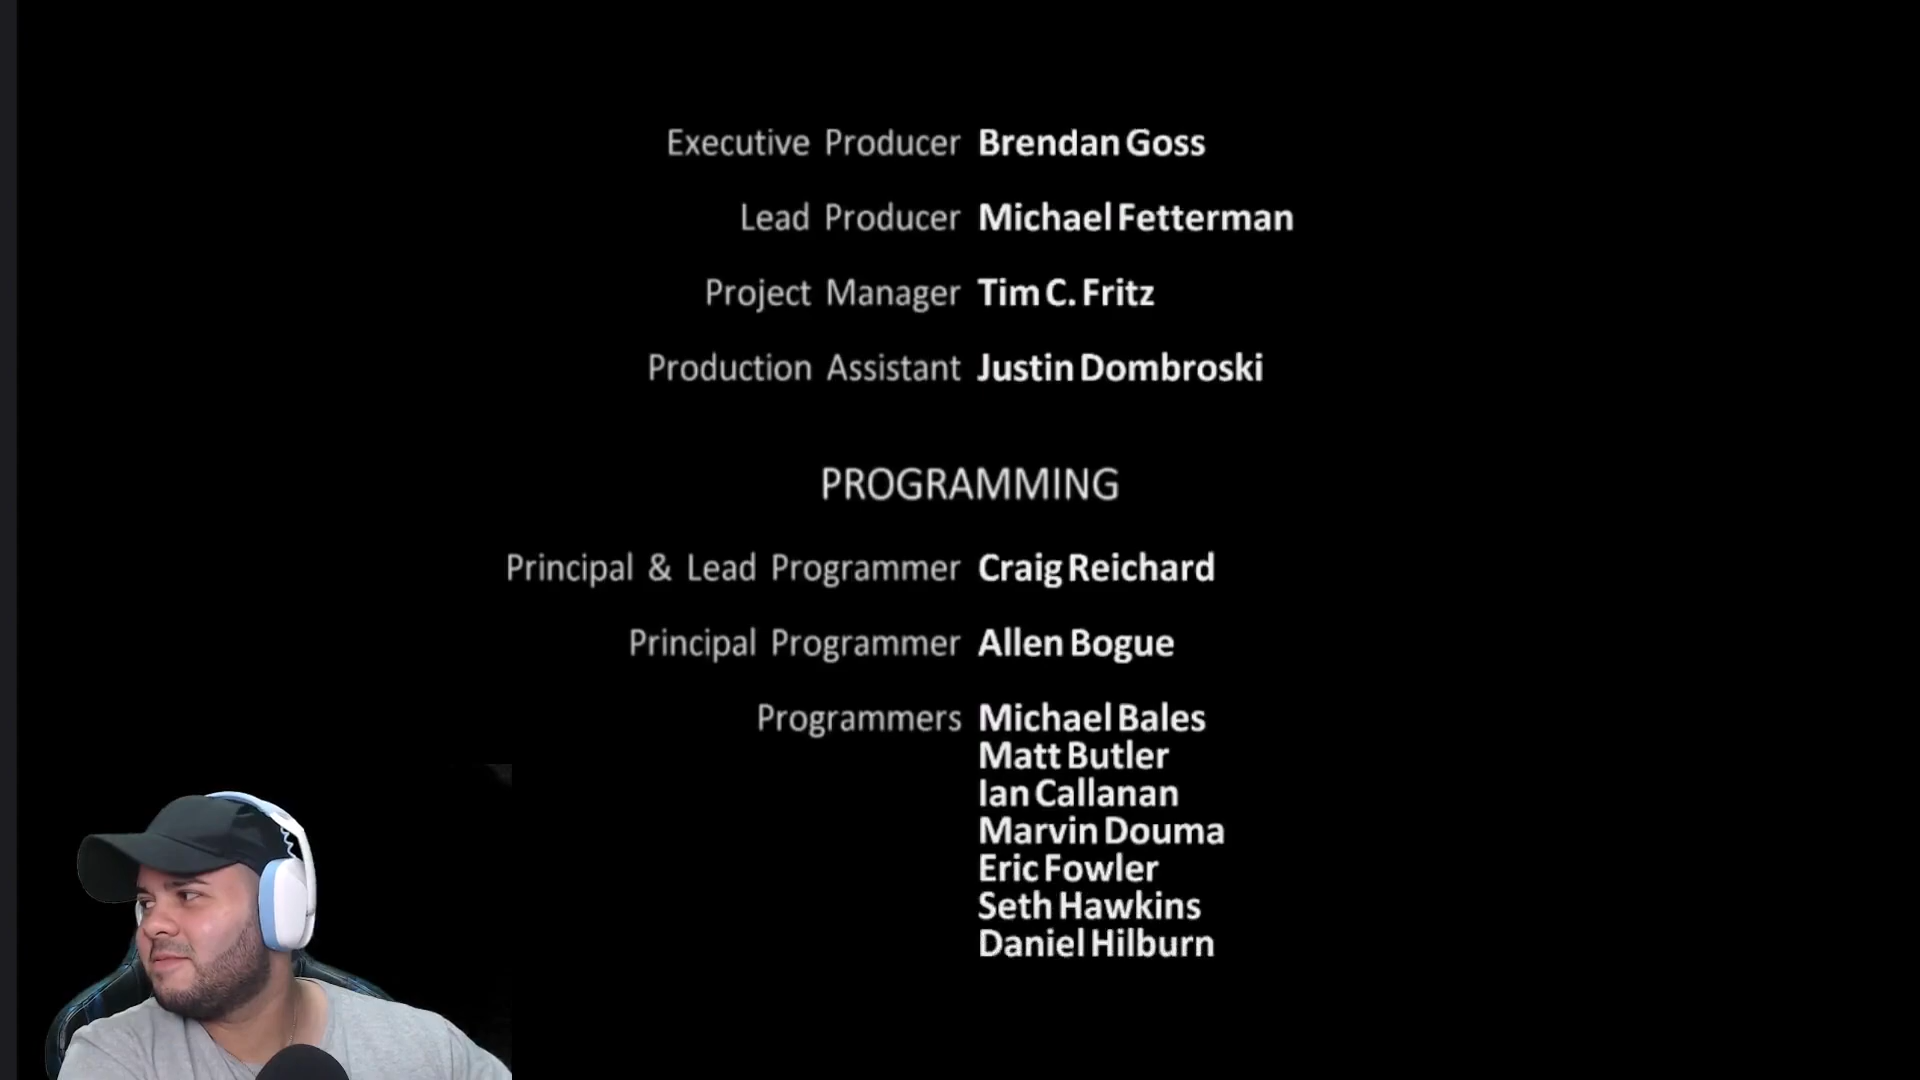 Executive Producer Brendan Goss
Lead Producer Michael Fetterman
Project Manager Tim C. Fritz
Production Assistant Justin Dombroski
PROGRAMMING
Principal & Lead Programmer Craig Reichard
Principal Programmer Allen Bogue
Programmers Michael Bales
Matt Butler
Ian Callanan
Marvin Douma
Eric Fowler
Seth Hawkins
Daniel Hilburn